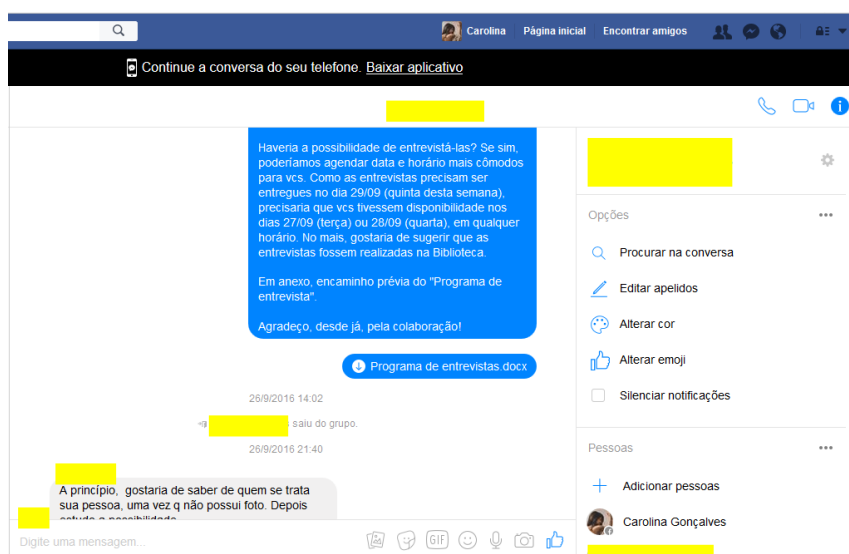 Carolina Página inicial Encontrar amigos
Continue a conversa do seu telefone. Baixar aplicativo
Haveria a possibilidade de entrevistá-las? Se sim,
poderíamos agendar data e horário mais cômodos
para vcs. Como as entrevistas precisam ser
entregues no dia 29/09 (quinta desta semana),
precisaria que vcs tivessem disponibilidade nos
dias 27/09 (terça) ou 28/09 (quarta), em qualquer
horário. No mais, gostaria de sugerir que as
entrevistas fossem realizadas na Biblioteca.
Em anexo, encaminho prévia do "Programa de
entrevista".
Agradeço, desde já, pela colaboração!
Programa de entrevistas.docx
26/9/2016 14:02
saiu do grupo.
26/9/2016 21:40
A princípio, gostaria de saber de quem se trata
sua pessoa, uma vez q não possui foto. Depois
estudo a possibilidade
Digite uma mensagem...
GIF
Opções
Procurar na conversa
Editar apelidos
Alterar cor
Alterar emoji
Silenciar notificações
Pessoas
Adicionar pessoas
Carolina Gonçalves